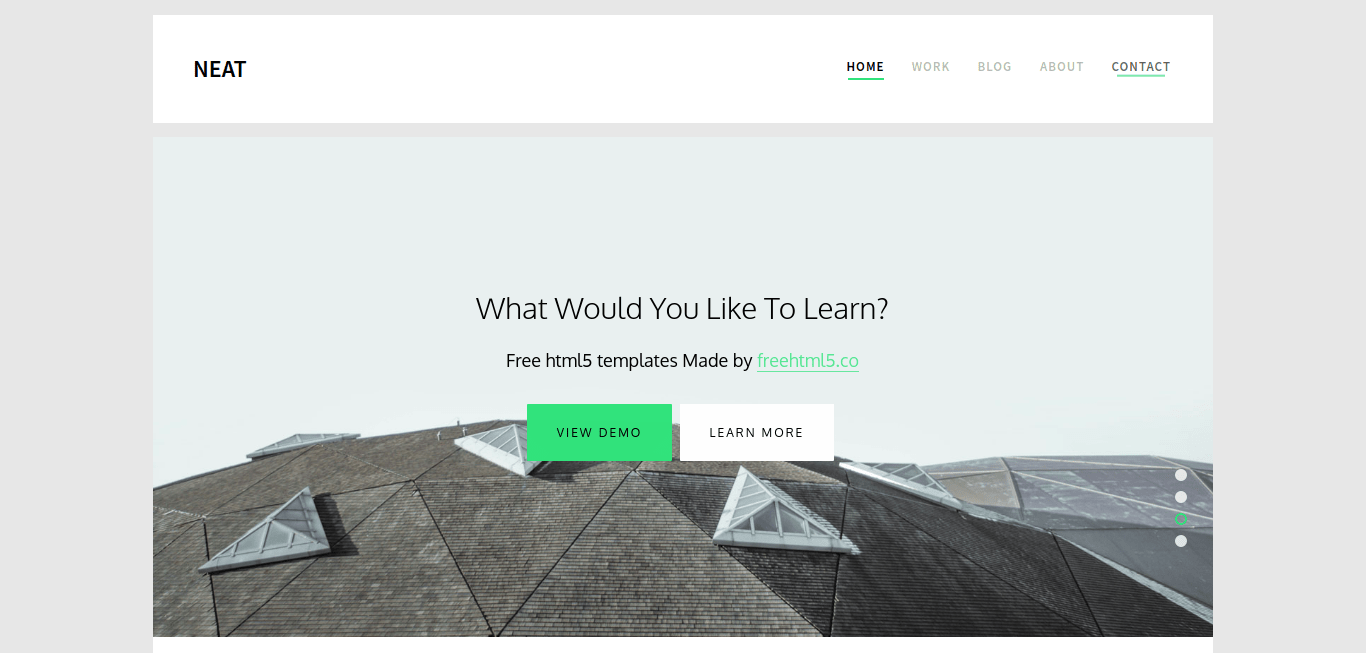 NEAT
HOME WORK BLOG ABOUT CONTACT
What Would You Like To Learn?
Free html5 templates Made by freehtml5.co
VIEW DEMO LEARN MORE